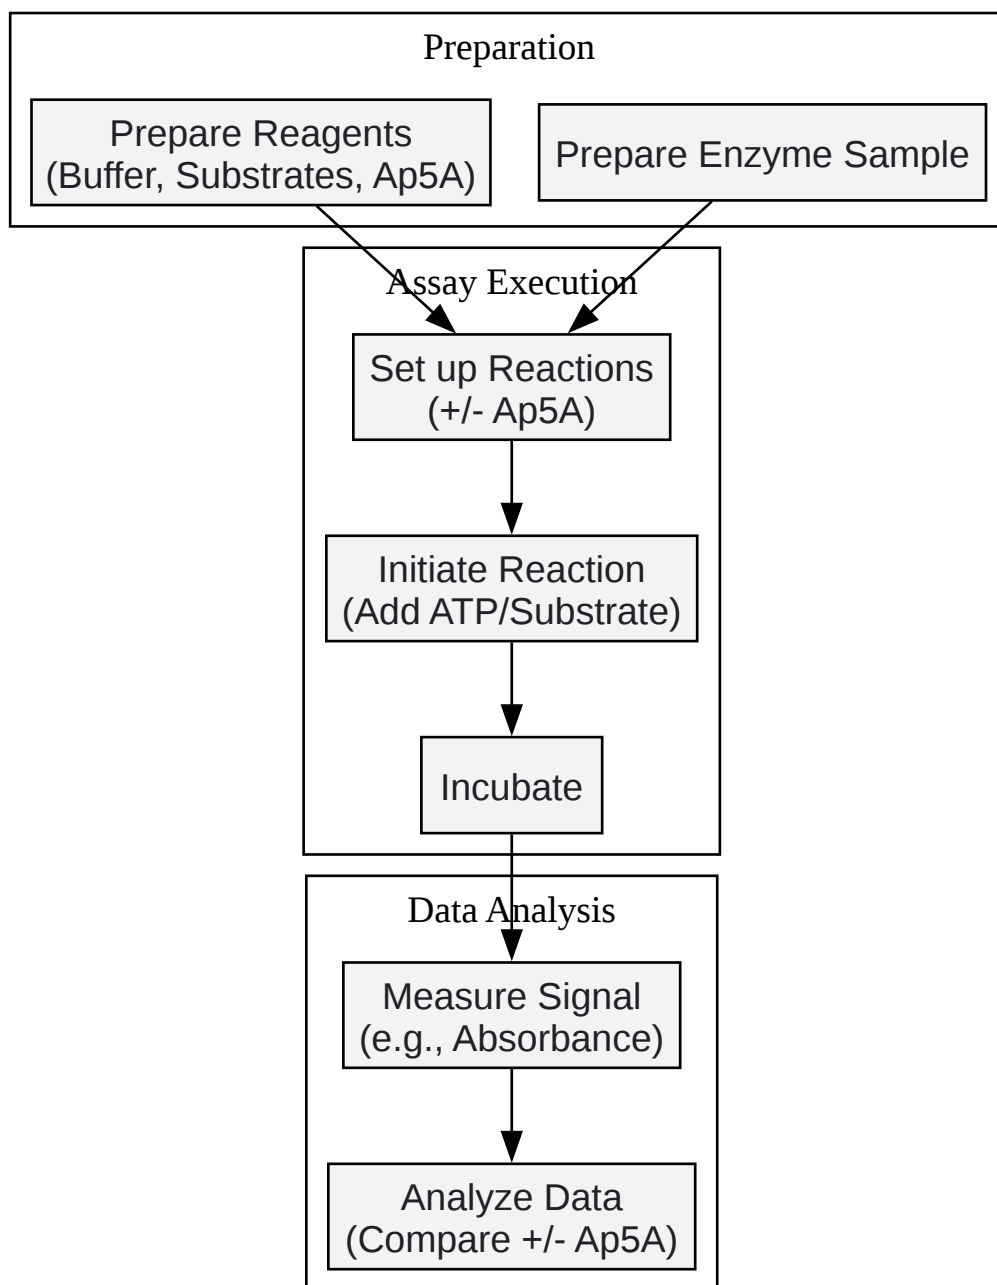 Preparation
Prepare Reagents
(Buffer, Substrates, Ap5A)
Prepare Enzyme Sample
Assay Execution
Set up Reactions
(+/- Ap5A)
Initiate Reaction
(Add ATP/Substrate)
Incubate
Data Analysis
Measure Signal
(e.g., Absorbance)
Analyze Data
(Compare +/- Ap5A)